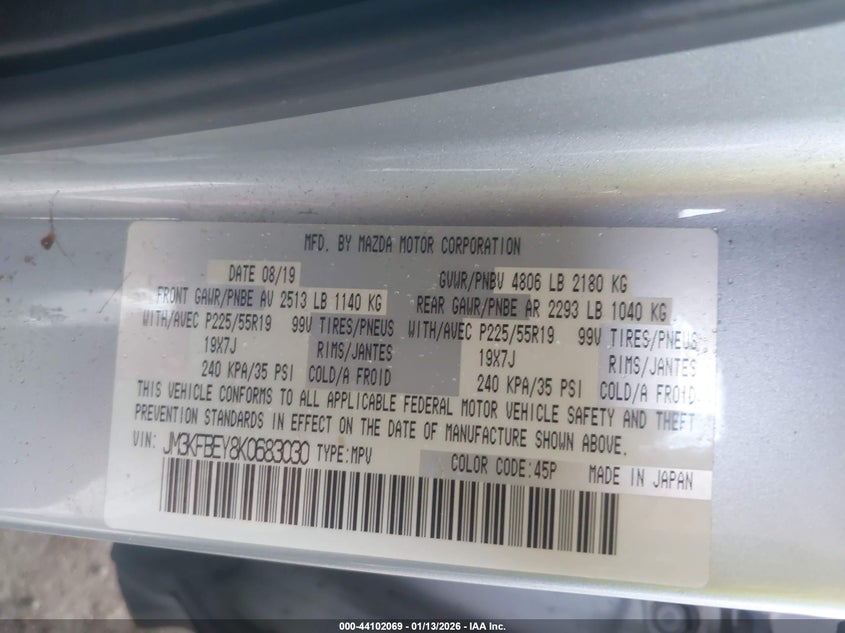 MFD. BY MAZDA MOTOR CORPORATION
DATE 08/19 GVWR/PNBV 4806 LB 2180 KG
FRONT GAWR/PNBE AV 2513 LB 1140 KG REAR GAWR/PNBE AR 2293 LB 1040 KG
WITH/AVEC P225/55R19 99V TIRES/PNEUS WITH/AVEC P225/55R19 99V TIRES/PNEUS
19X7J RIMS/JANTES 19X7J RIMS/JANTES
240 KPA/35 PSI COLD/A FROID 240 KPA/35 PSI COLD/A FROID
THIS VEHICLE CONFORMS TO ALL APPLICABLE FEDERAL MOTOR VEHICLE SAFETY AND THEFT
PREVENTION STANDARDS IN EFFECT ON THE DATE OF MANUFACTURE SHOWN ABOVE.
VIN: JM3KFBEY8K0683030 TYPE:MPV COLOR CODE:45P MADE IN JAPAN
000-44102069 - 01/13/2026 - IAA Inc.